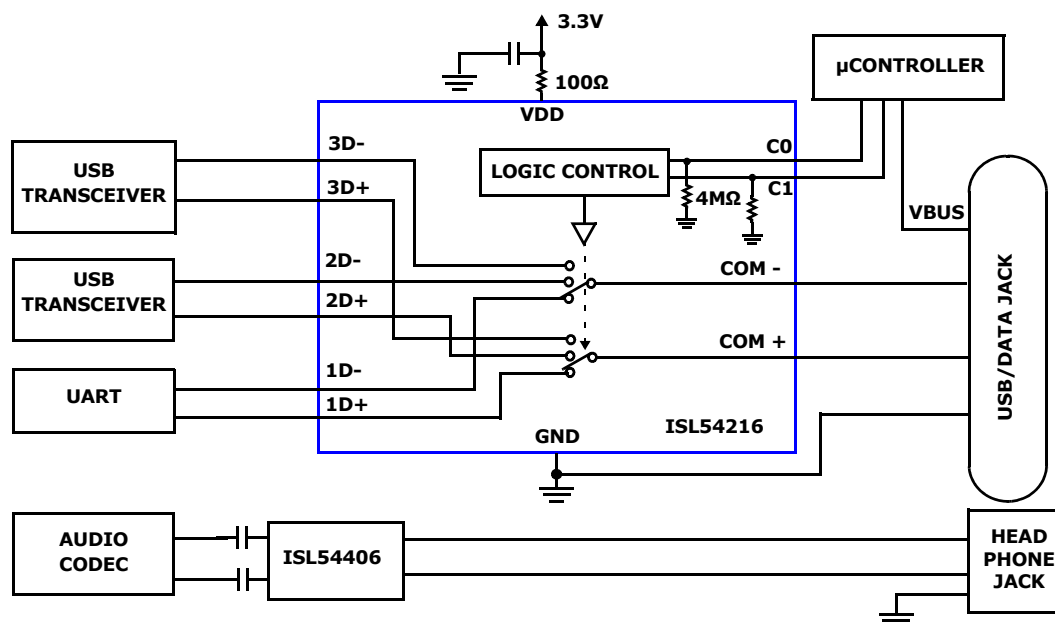 3.3V
100Ω
VDD
µCONTROLLER
3D-
3D+
USB
TRANSCEIVER
LOGIC CONTROL
C0
C1
4MΩ
VBUS
2D-
2D+
USB
TRANSCEIVER
COM -
COM +
USB/DATA JACK
1D-
1D+
UART
GND
ISL54216
AUDIO
CODEC
ISL54406
HEAD
PHONE
JACK